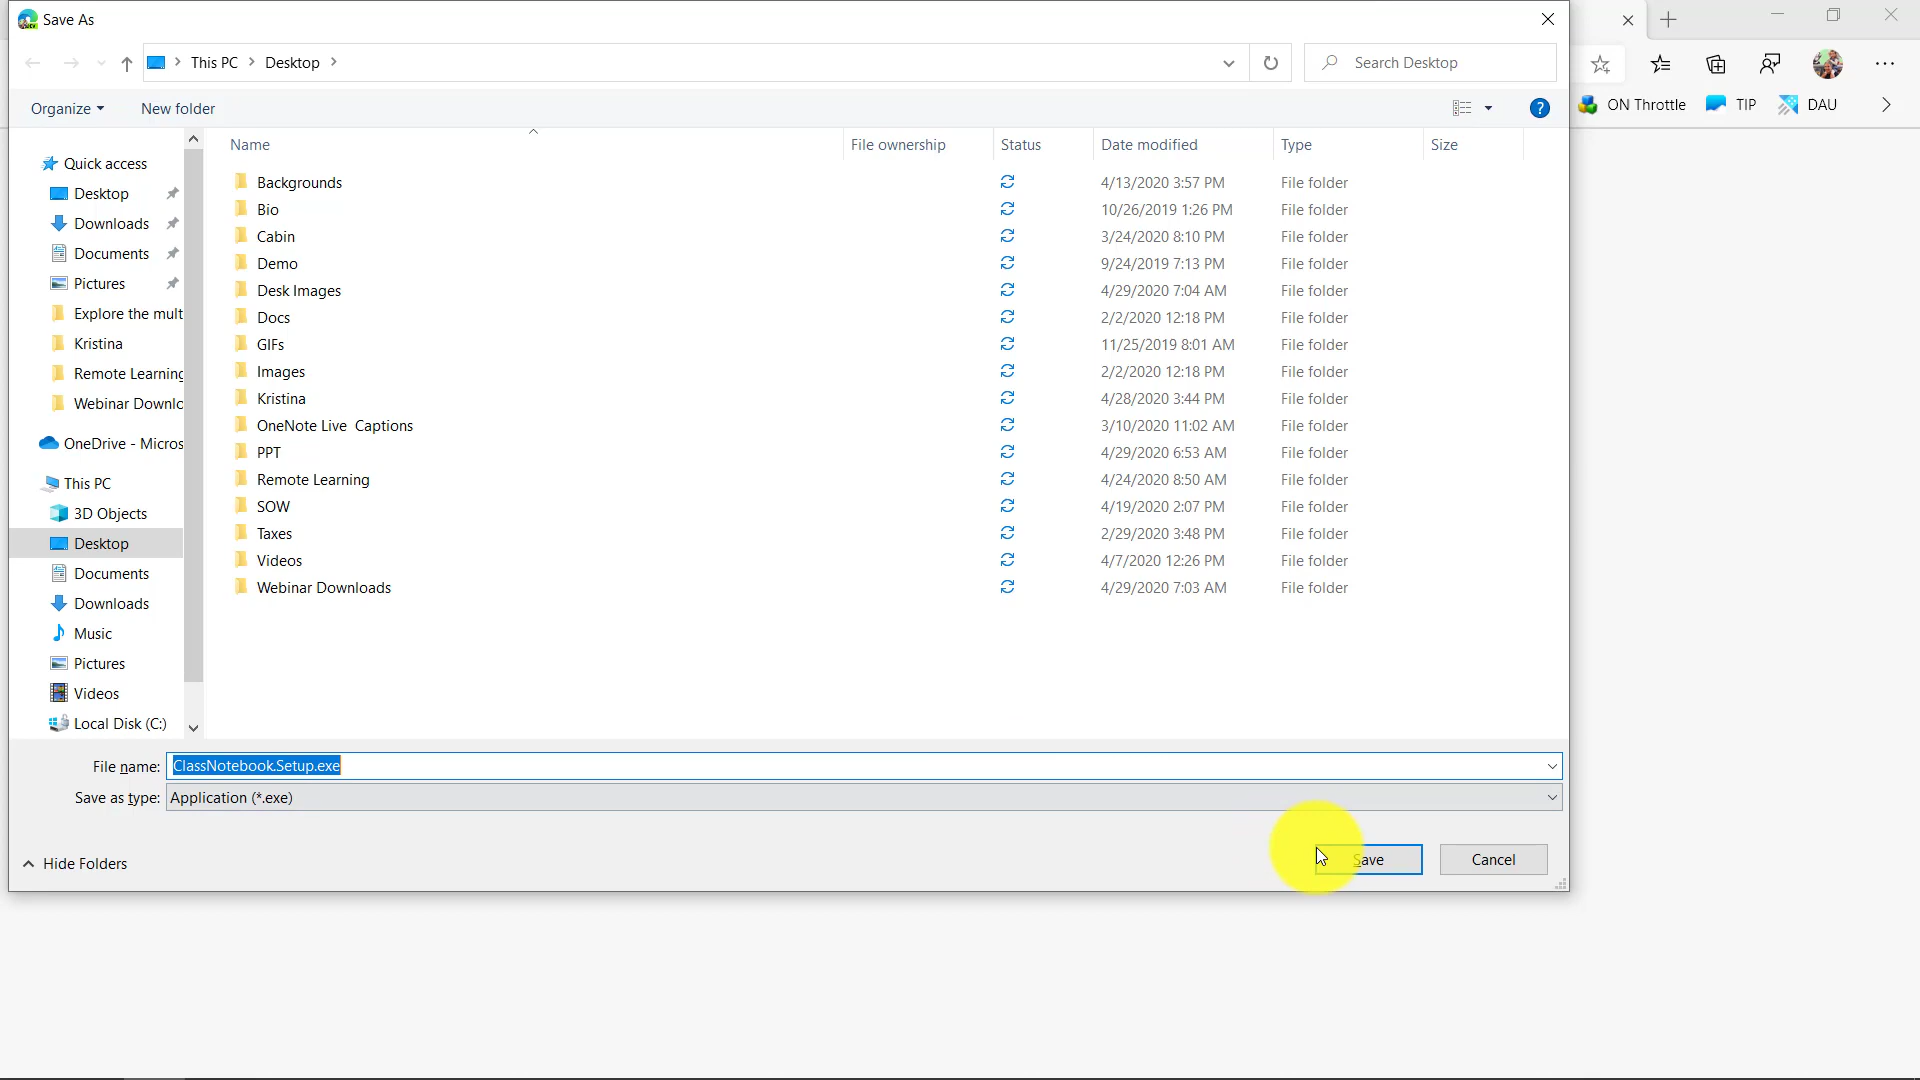 Save As
This PC
Desktop
Search Desktop
Organize
New folder
ON Throttle
TIP
DAU
Name
File ownership
Status
Date modified
Type
Size
Quick access
Desktop
Downloads
Documents
Pictures
Explore the mult
Kristina
Remote Learning
Webinar Downlo
OneDrive - Micros
This PC
3D Objects
Desktop
Documents
Downloads
Music
Pictures
Videos
Local Disk (C:)
Backgrounds 4/13/2020 3:57 PM File folder
Bio 10/26/2019 1:26 PM File folder
Cabin 3/24/2020 8:10 PM File folder
Demo 9/24/2019 7:13 PM File folder
Desk Images 4/29/2020 7:04 AM File folder
Docs 2/2/2020 12:18 PM File folder
GIFs 11/25/2019 8:01 AM File folder
Images 2/2/2020 12:18 PM File folder
Kristina 4/28/2020 3:44 PM File folder
OneNote Live Captions 3/10/2020 11:02 AM File folder
PPT 4/29/2020 6:53 AM File folder
Remote Learning 4/24/2020 8:50 AM File folder
SOW 4/19/2020 2:07 PM File folder
Taxes 2/29/2020 3:48 PM File folder
Videos 4/7/2020 12:26 PM File folder
Webinar Downloads 4/29/2020 7:03 AM File folder
File name: ClassNotebook.Setup.exe
Save as type: Application (*.exe)
Hide Folders
Save
Cancel